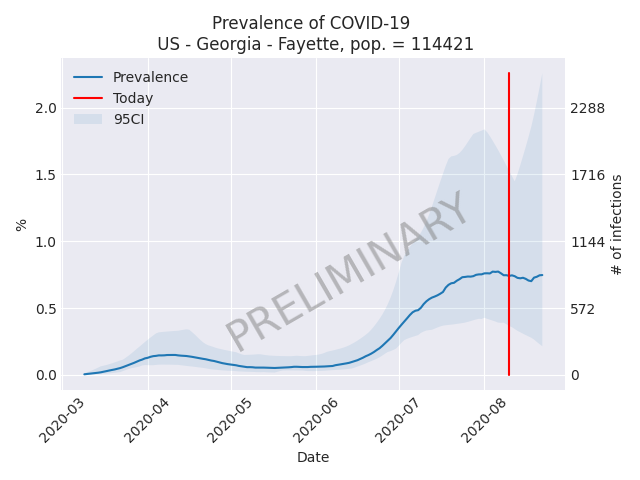 Prevalence of COVID-19
US - Georgia - Fayette, pop. = 114421
Prevalence
Today
95CI
PRELIMINARY
%
2.0
1.5
1.0
0.5
0.0
2288
1716
1144
572
0
# of infections
2020-03
2020-04
2020-05
2020-06
2020-07
2020-08
Date